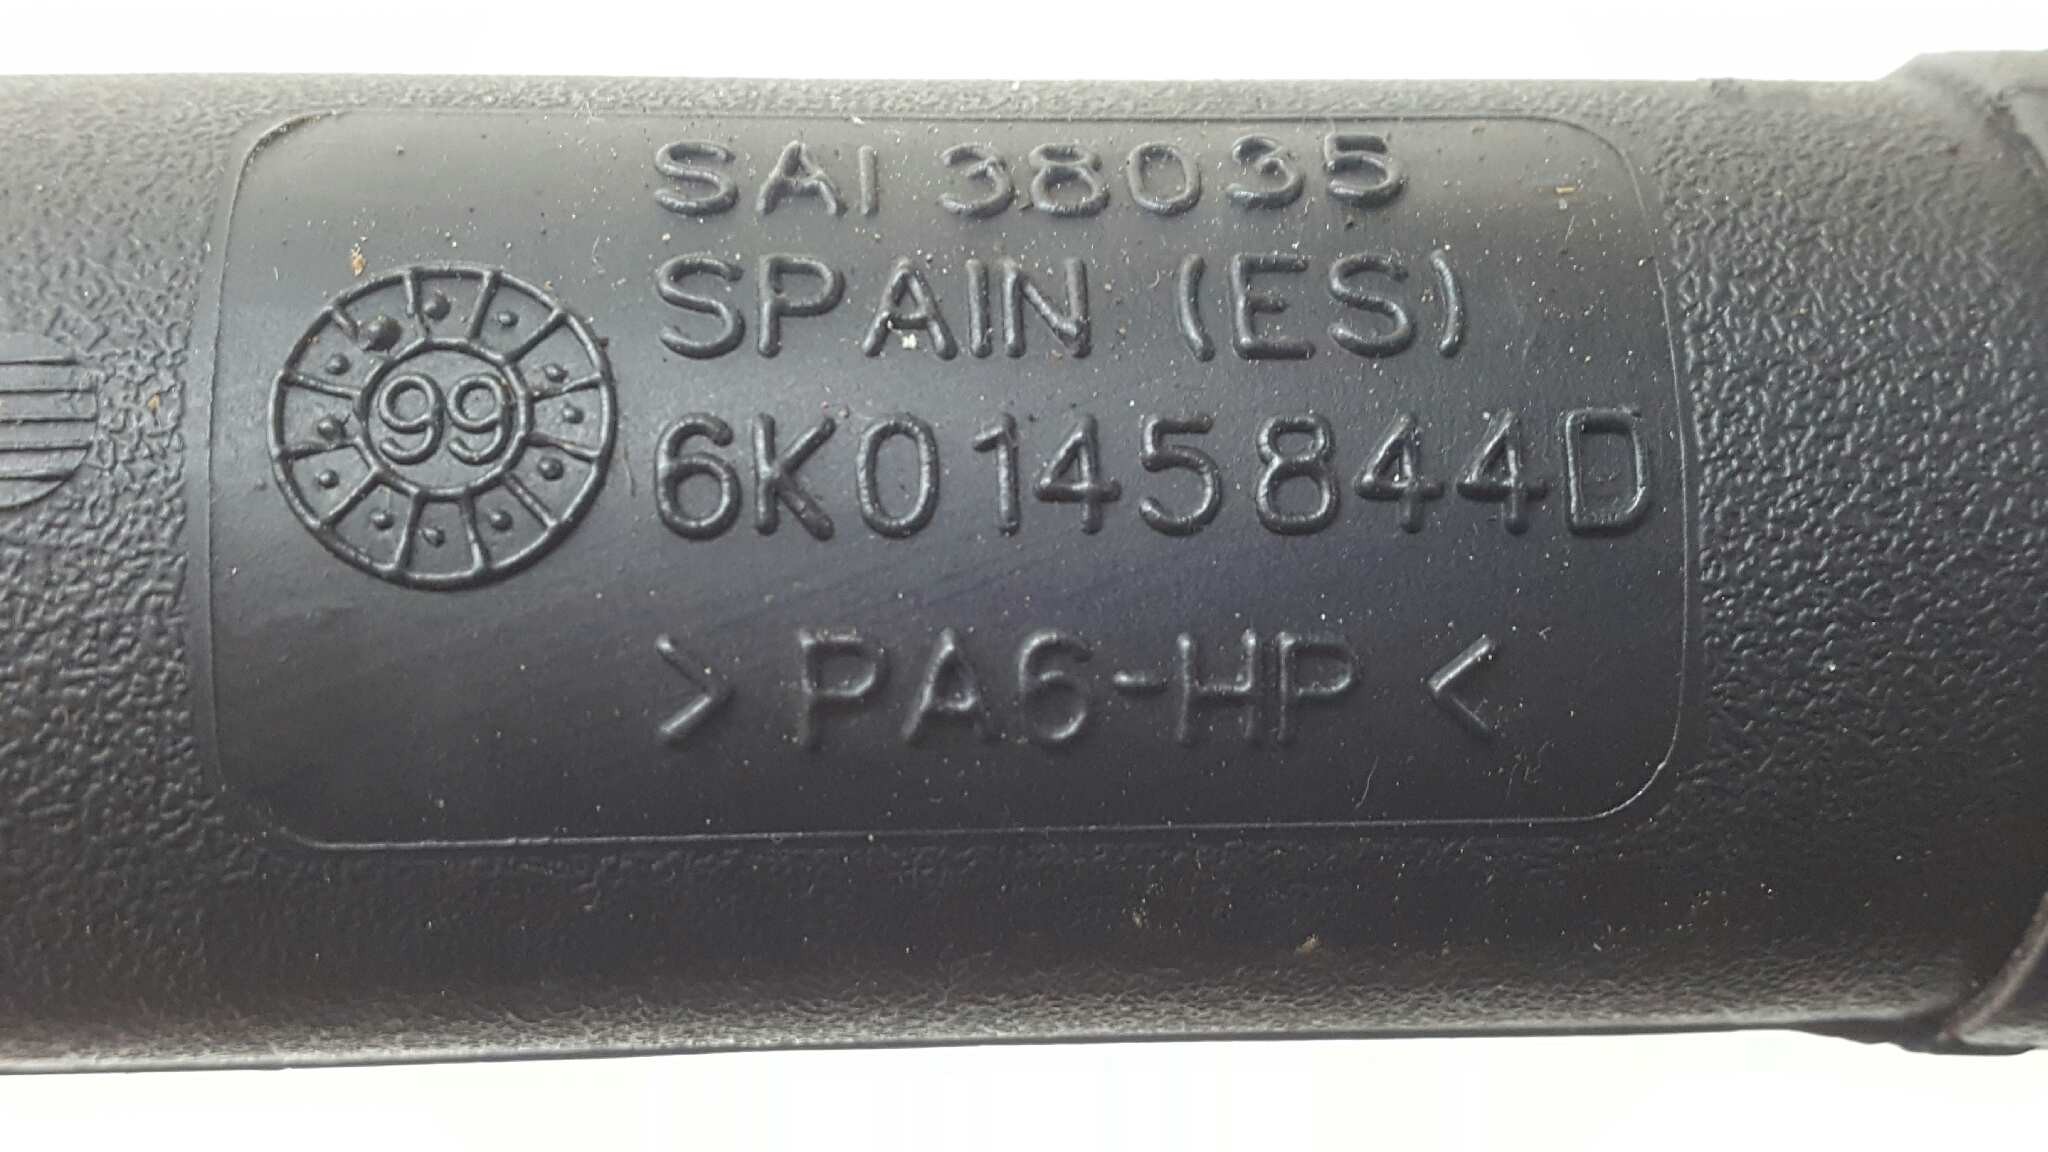 SAI 38035
SPAIN (ES)
99
6K0145844D
>PA6-HP<